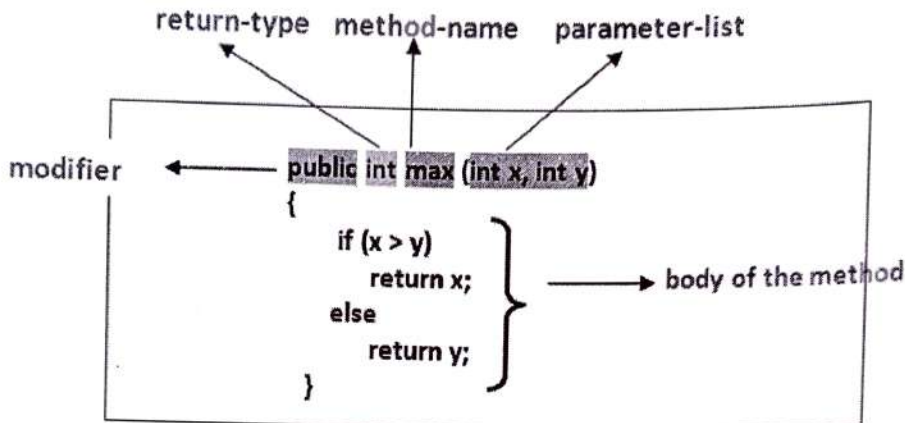 return-type method-name parameter-list
modifier
public int max (int x, int y)
{
if (x > y)
return x;
else
return y;
}
body of the method